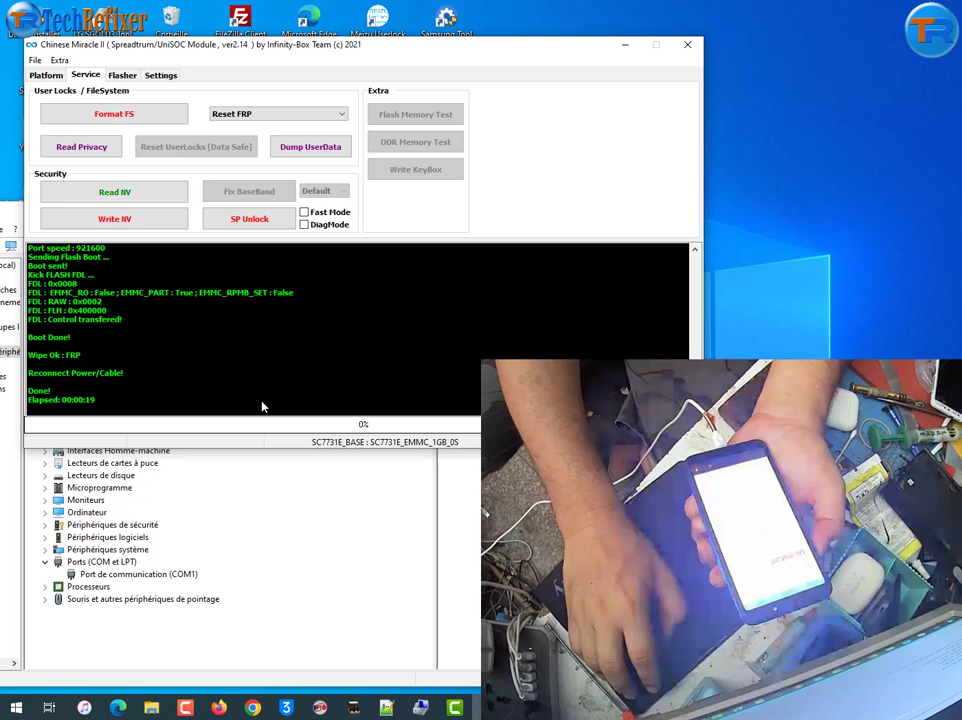 TechRefixer
Corbeille
FileZilla Client
Microsoft Edge
Meizu Userlock
Samsung Tool
TR
Chinese Miracle II ( Spreadtrum/UniSOC Module , ver2.14 ) by Infinity-Box Team (c) 2021
File Extra
Platform Service Flasher Settings
User Locks / FileSystem
Extra
Format FS
Reset FRP
Flash Memory Test
Read Privacy
Reset UserLocks [Data Safe]
Dump UserData
DDR Memory Test
Write KeyBox
Security
Read NV
Fix BaseBand
Default
Write NV
SP Unlock
Fast Mode
DiagMode
Port speed : 921600
Sending Flash Boot ...
Boot sent!
Kick FLASH FDL ...
FDL : 0x0008
FDL : EMMC_RO : False ; EMMC_PART : True ; EMMC_RPMB_SET : False
FDL : RAW : 0x0002
FDL : FLH : 0x400000
FDL : Control transfered!
Boot Done!
Wipe Ok : FRP
Reconnect Power/Cable!
Done!
Elapsed: 00:00:19
0%
SC7731E_BASE : SC7731E_EMMC_1GB_0S
Interfaces Homme-machine
Lecteurs de cartes à puce
Lecteurs de disque
Microprogramme
Moniteurs
Ordinateur
Périphériques de sécurité
Périphériques logiciels
Périphériques système
Ports (COM et LPT)
Port de communication (COM1)
Processeurs
Souris et autres périphériques de pointage